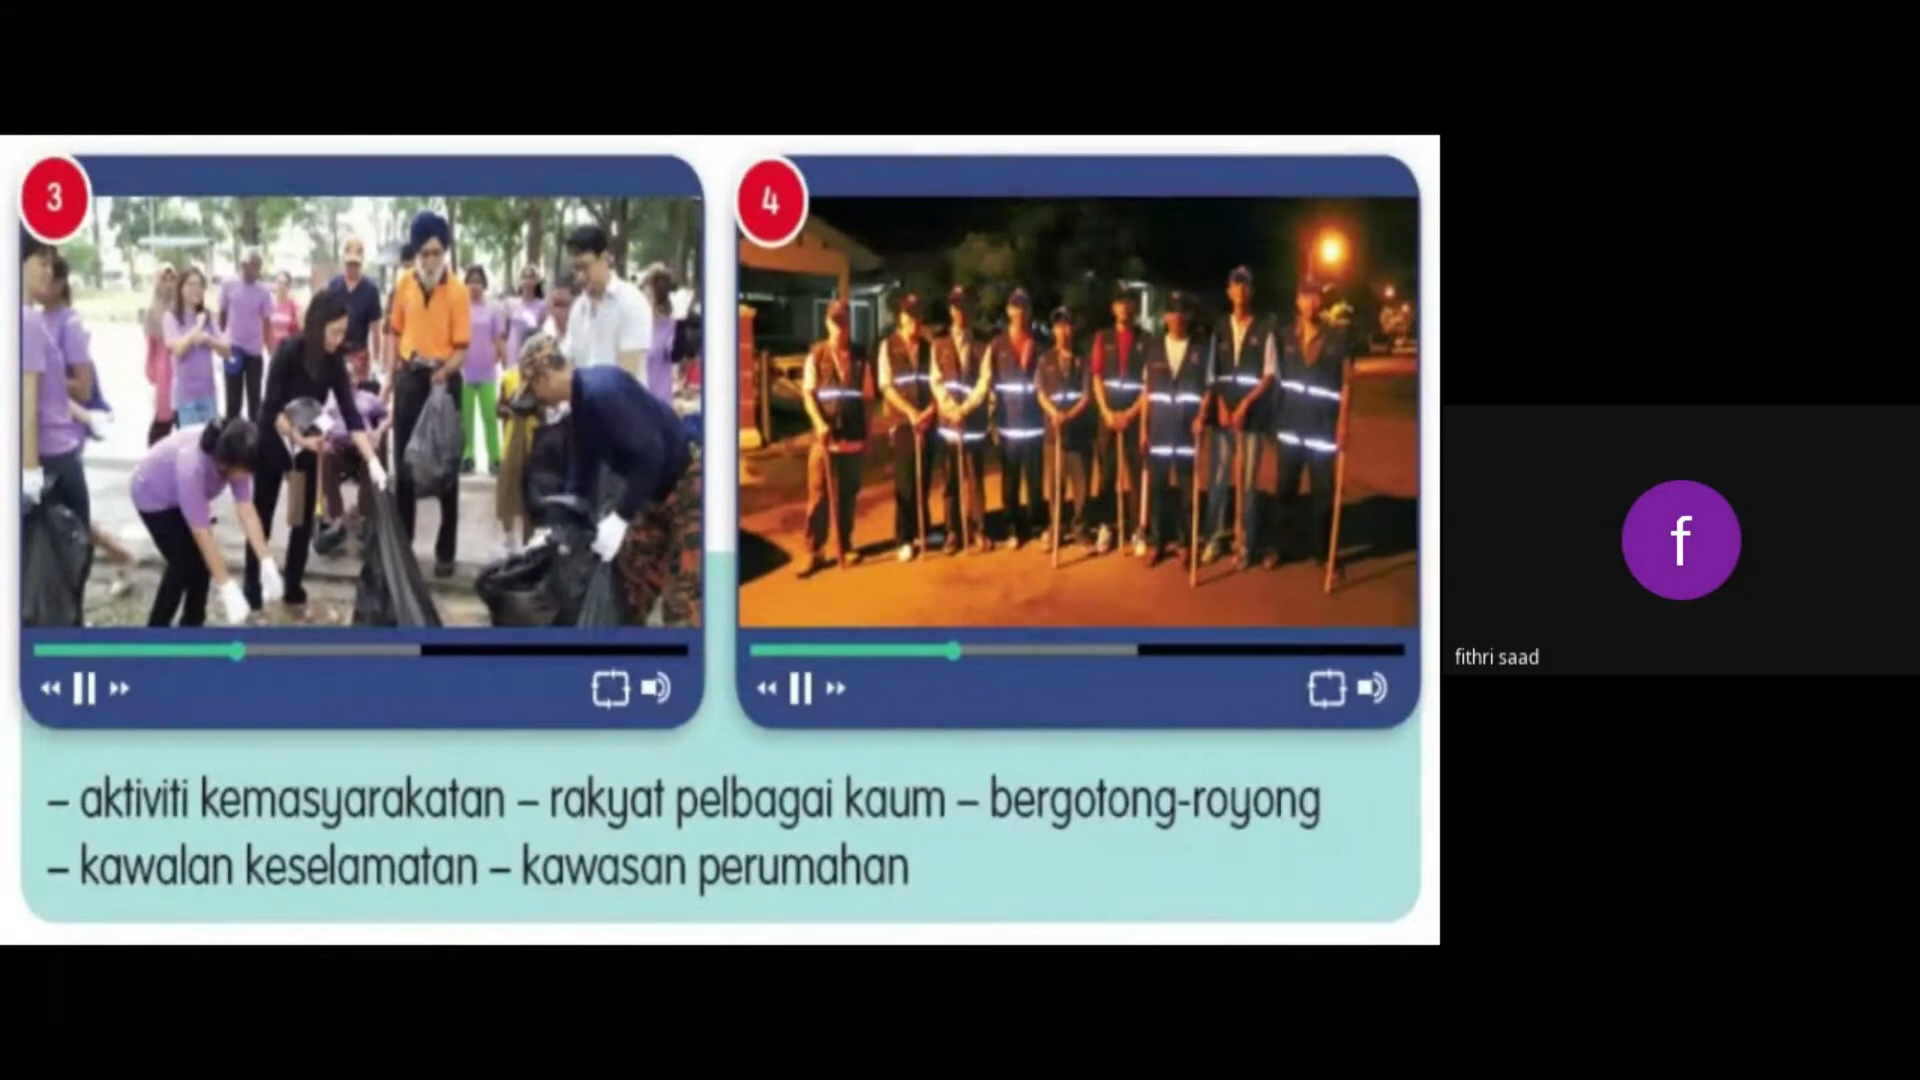 3
4
– aktiviti kemasyarakatan – rakyat pelbagai kaum – bergotong-royong
– kawalan keselamatan – kawasan perumahan
f
fithri saad